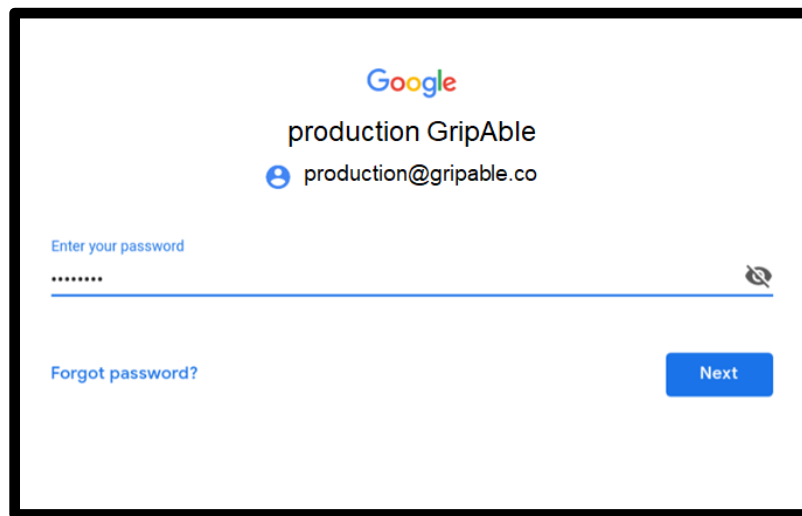 Google
production GripAble
production@gripable.co
Enter your password
••••••••
Forgot password?
Next